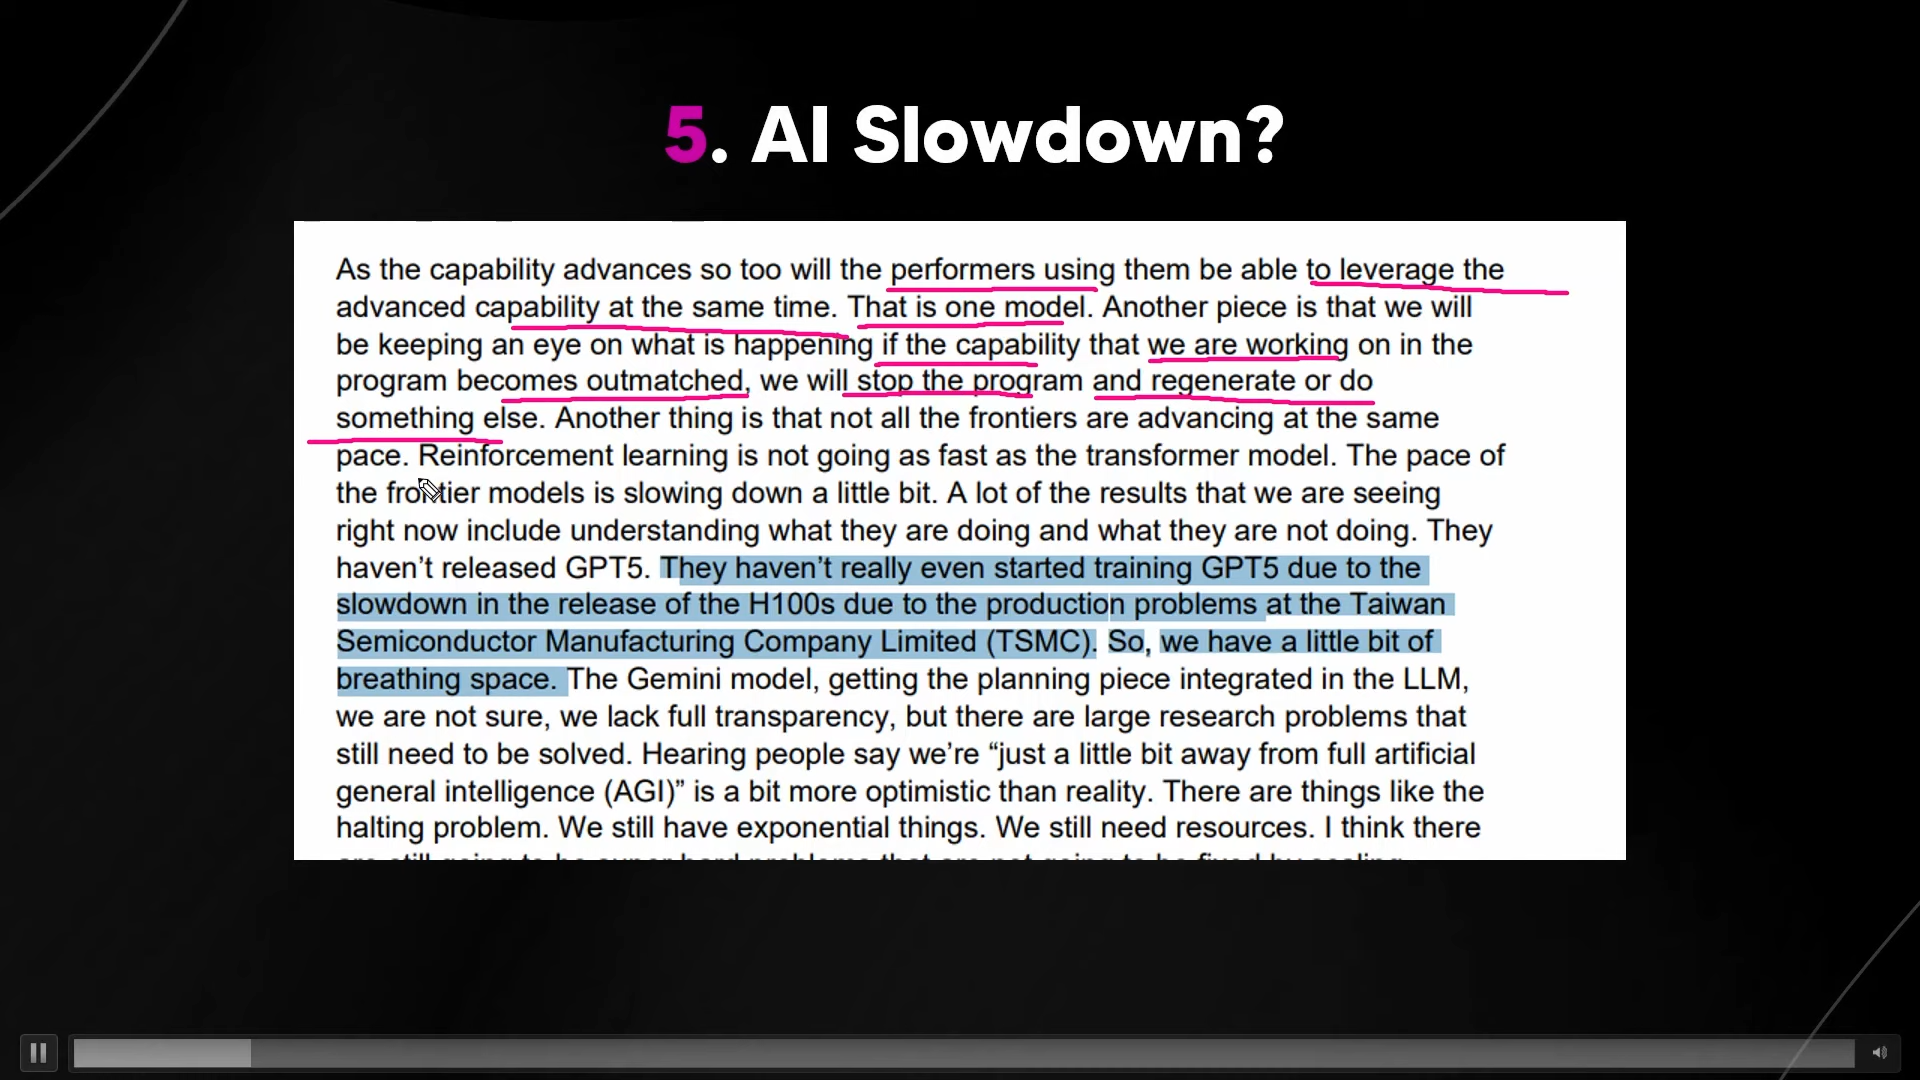 5. AI Slowdown?
As the capability advances so too will the performers using them be able to leverage the
advanced capability at the same time. That is one model. Another piece is that we will
be keeping an eye on what is happening if the capability that we are working on in the
program becomes outmatched, we will stop the program and regenerate or do
something else. Another thing is that not all the frontiers are advancing at the same
pace. Reinforcement learning is not going as fast as the transformer model. The pace of
the frontier models is slowing down a little bit. A lot of the results that we are seeing
right now include understanding what they are doing and what they are not doing. They
haven’t released GPT5. They haven’t really even started training GPT5 due to the
slowdown in the release of the H100s due to the production problems at the Taiwan
Semiconductor Manufacturing Company Limited (TSMC). So, we have a little bit of
breathing space. The Gemini model, getting the planning piece integrated in the LLM,
we are not sure, we lack full transparency, but there are large research problems that
still need to be solved. Hearing people say we’re “just a little bit away from full artificial
general intelligence (AGI)” is a bit more optimistic than reality. There are things like the
halting problem. We still have exponential things. We still need resources. I think there